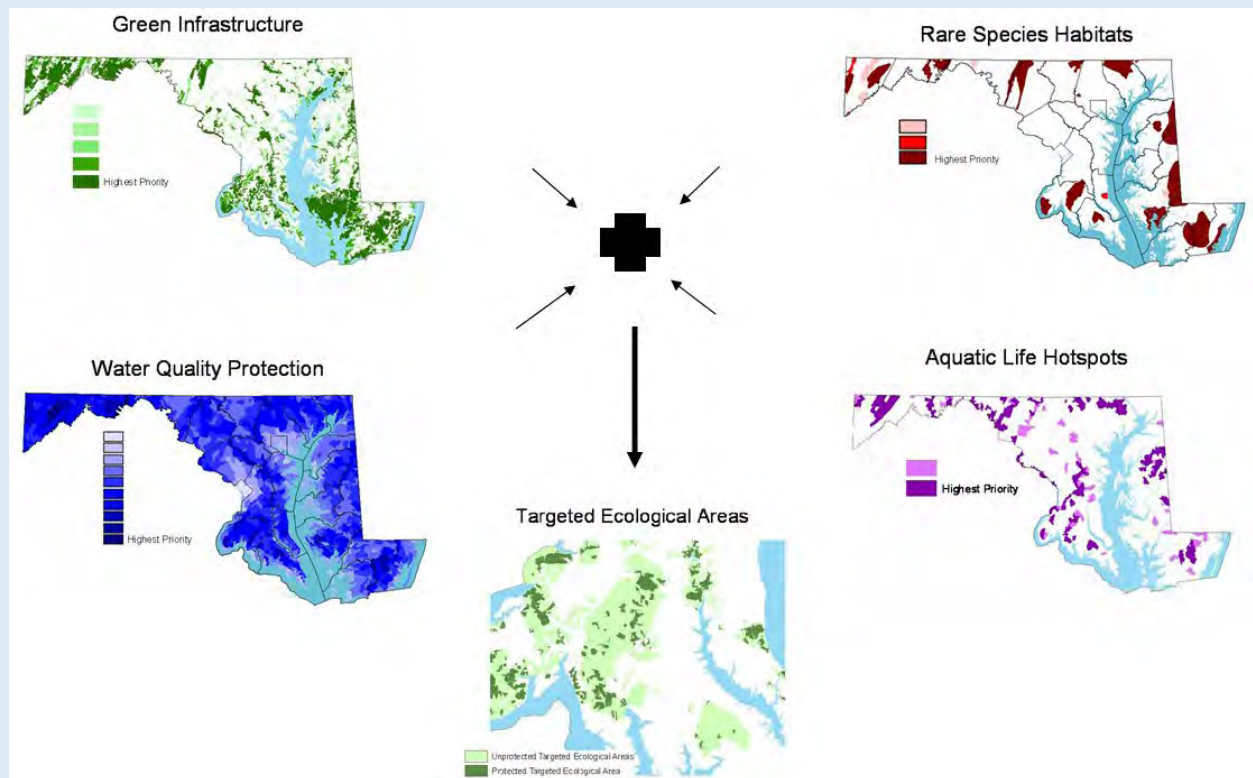 Green Infrastructure
Highest Priority
Rare Species Habitats
Highest Priority
Water Quality Protection
Highest Priority
Aquatic Life Hotspots
Highest Priority
Targeted Ecological Areas
Unprotected Targeted Ecological Areas
Protected Targeted Ecological Area